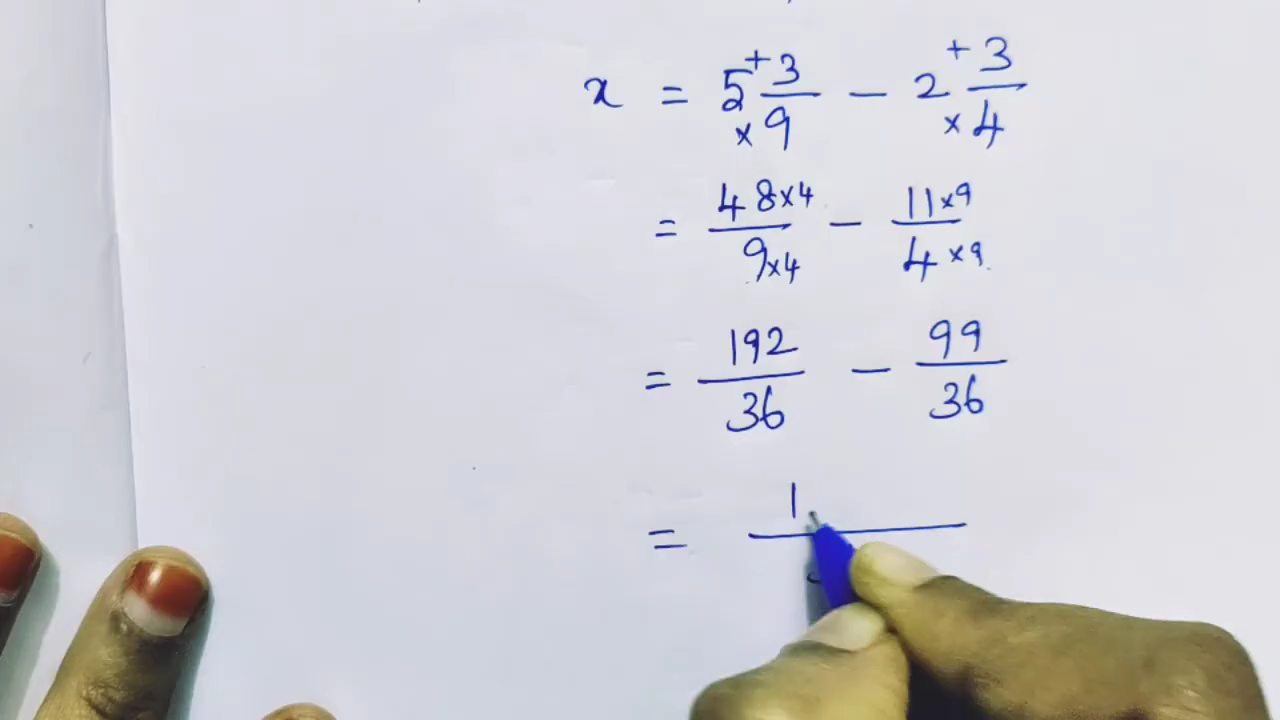 x = 5 + 3/× 9 − 2 + 3/× 4
= 48×4/9×4 − 11×9/4×9
= 192/36 − 99/36
= 1